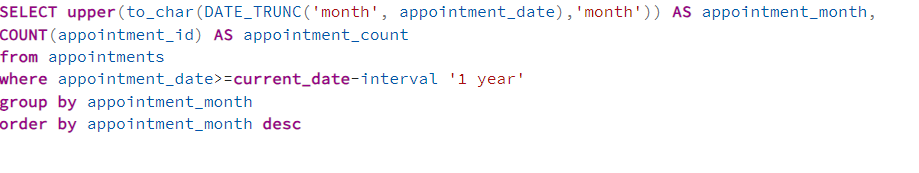 SELECT upper(to_char(DATE_TRUNC('month', appointment_date),'month')) AS appointment_month,
COUNT(appointment_id) AS appointment_count
from appointments
where appointment_date>=current_date-interval '1 year'
group by appointment_month
order by appointment_month desc